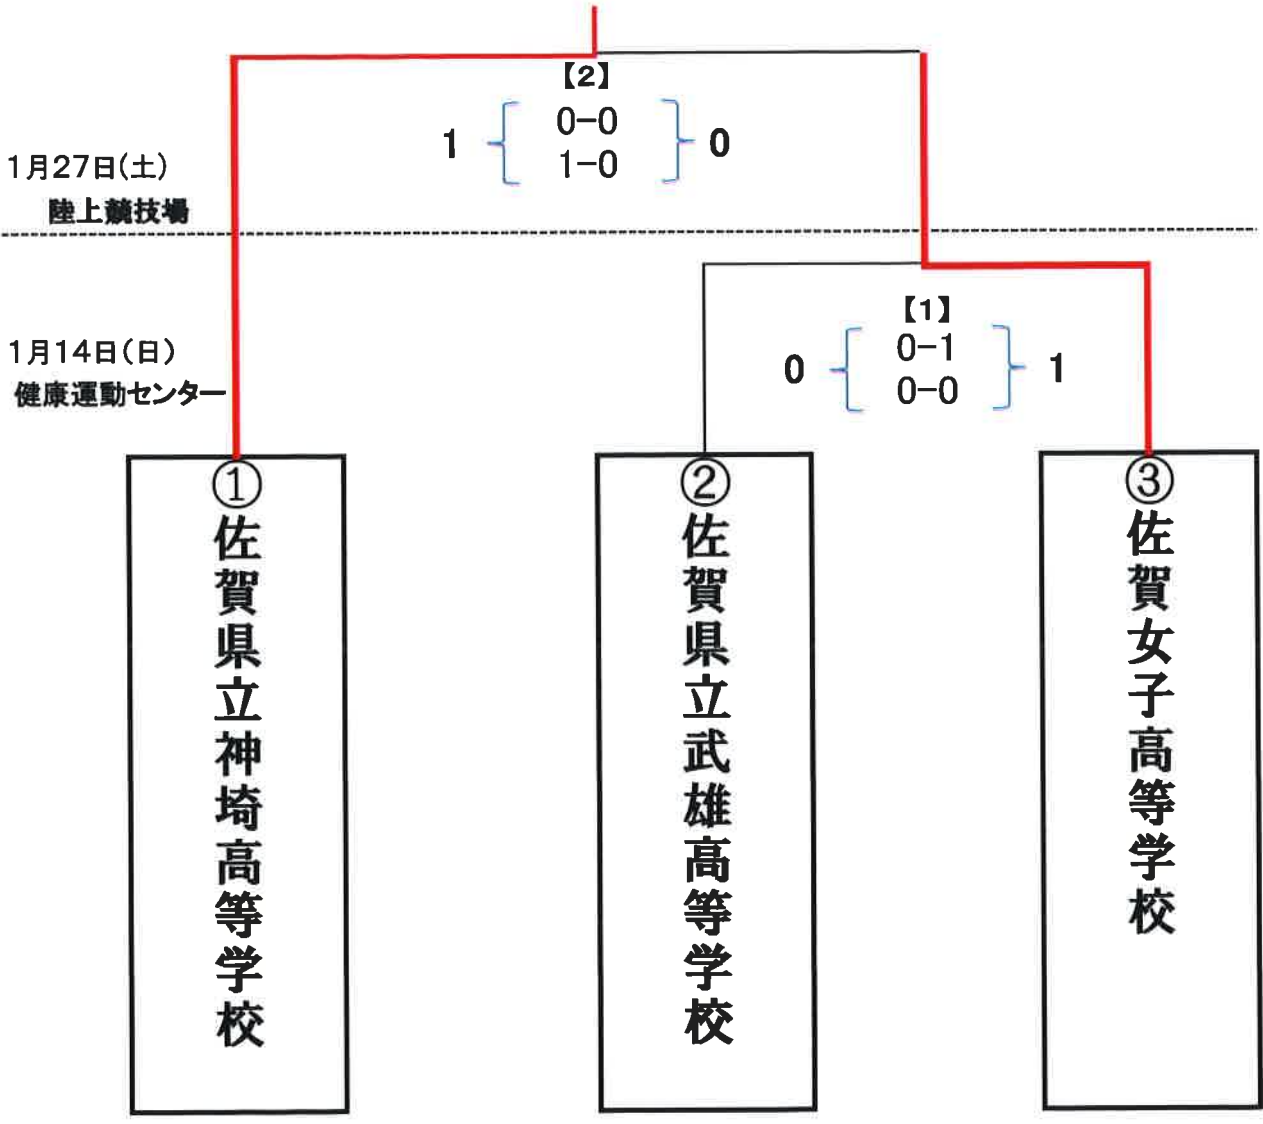 【2】
0-0
1 0
1-0
1月27日(土)
陸上競技場
【1】
0-1
0 1
0-0
1月14日(日)
健康運動センター
①佐賀県立神埼高等学校
②佐賀県立武雄高等学校
③佐賀女子高等学校